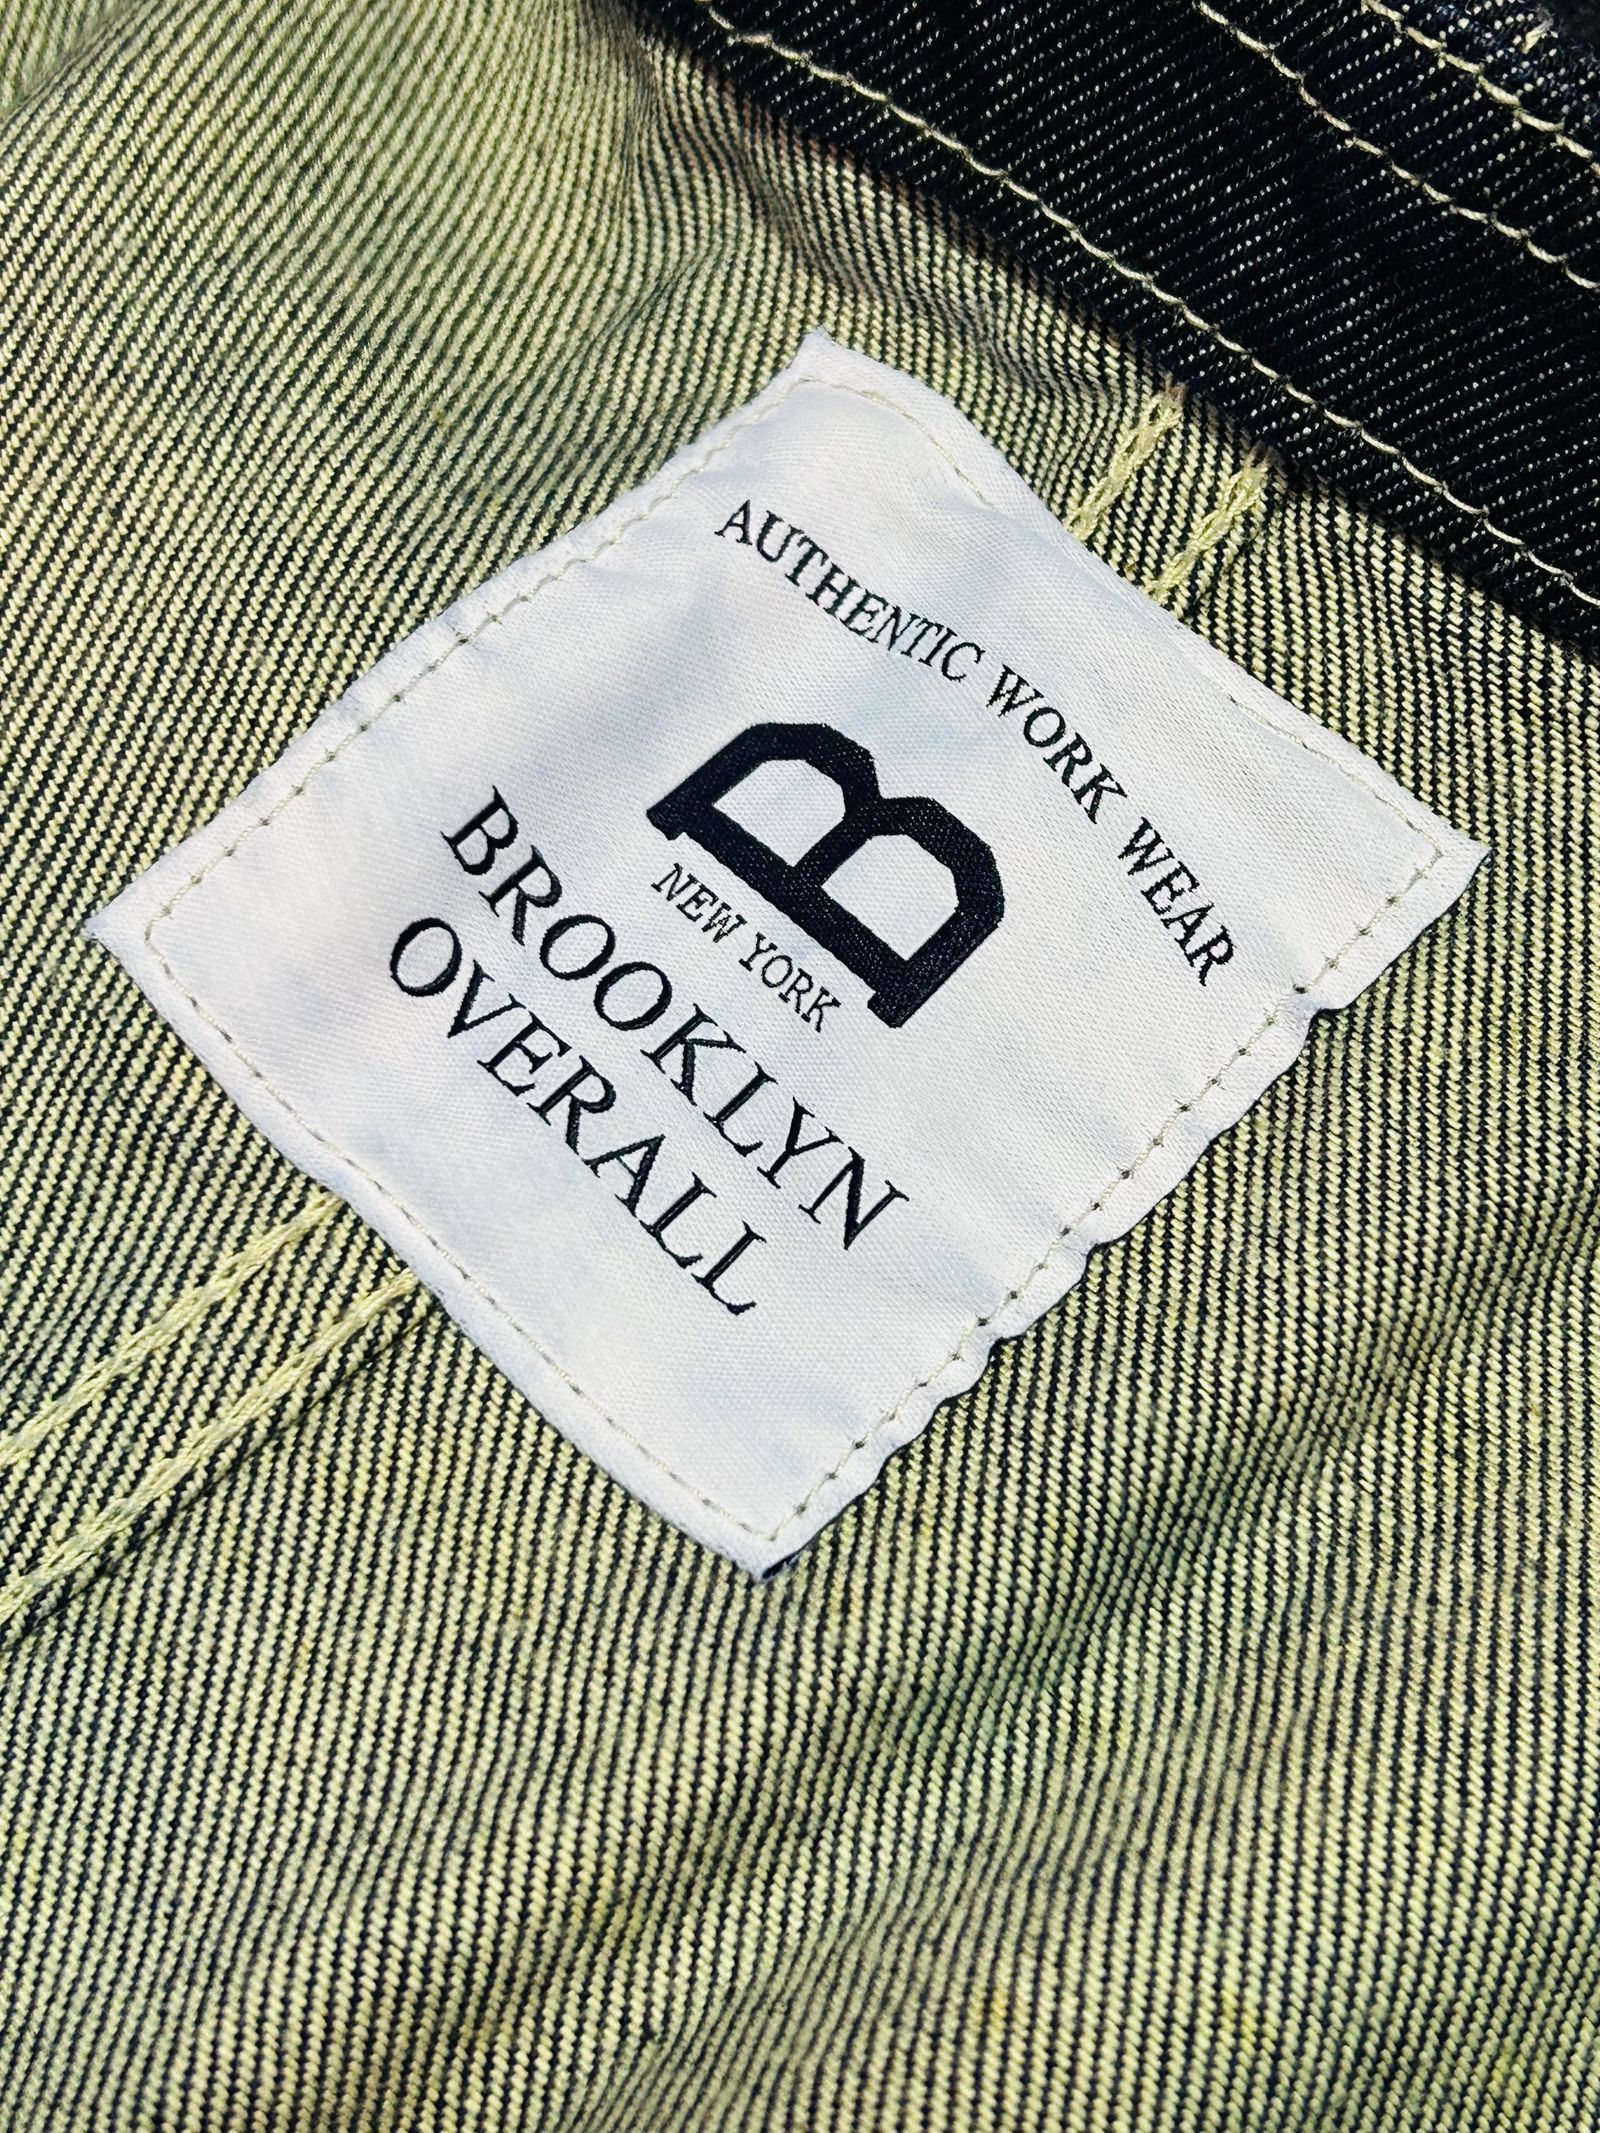 AUTHENTIC WORK WEAR
B
NEW YORK
BROOKLYN
OVERALL